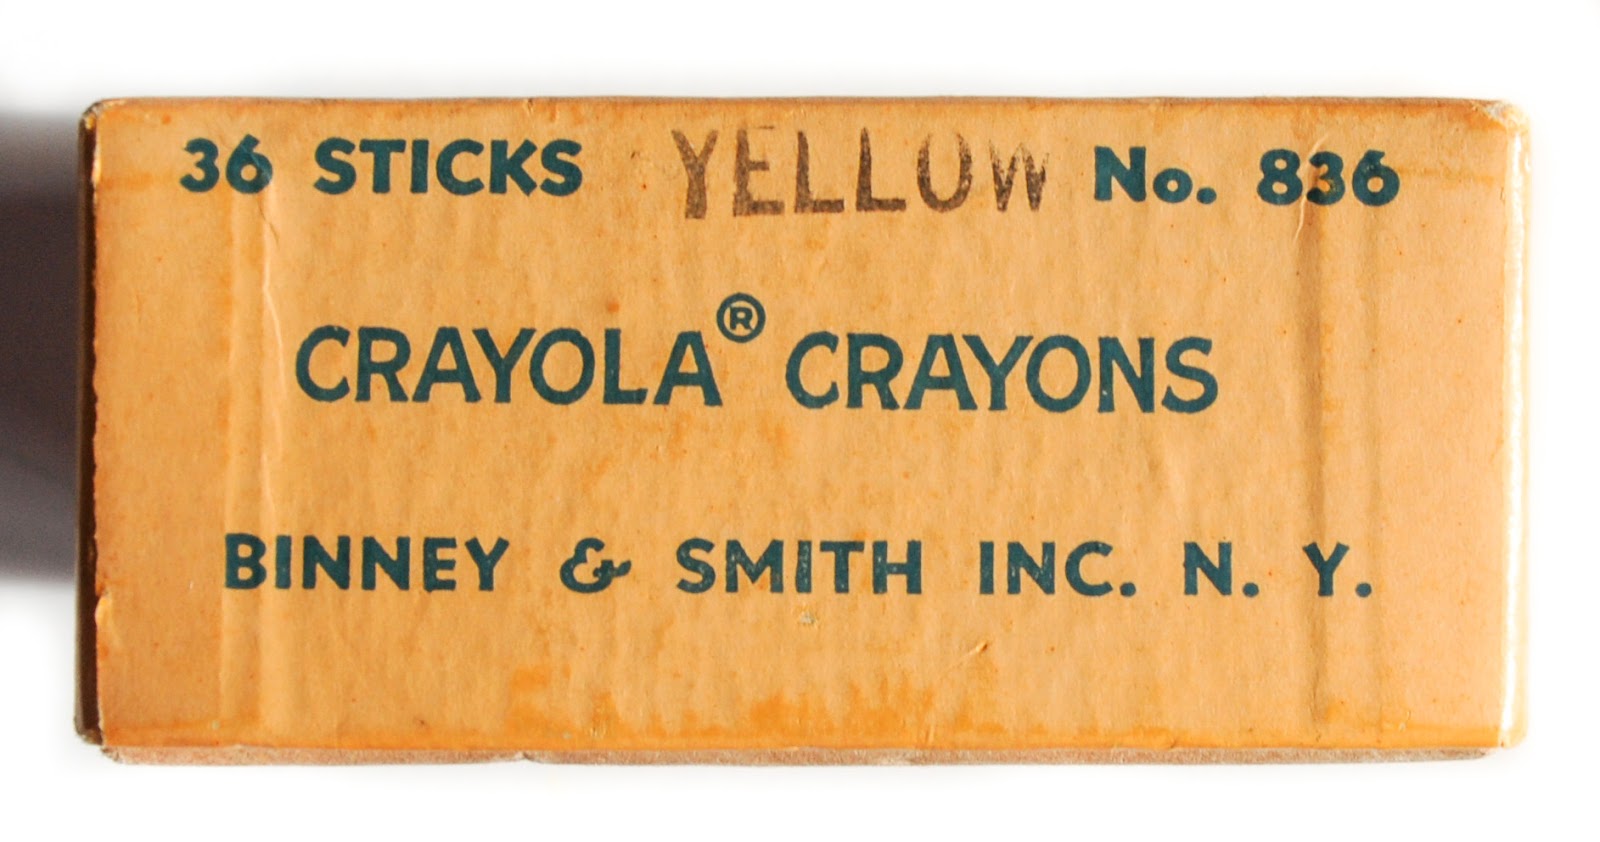 36 STICKS YELLOW No. 836
CRAYOLA® CRAYONS
BINNEY & SMITH INC. N. Y.